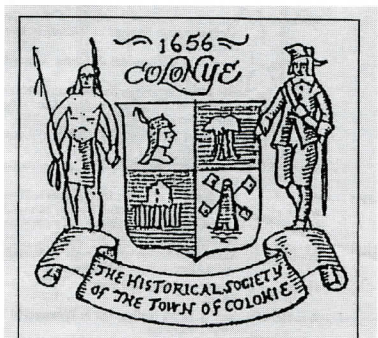 1656
COLONYE
THE HISTORICAL SOCIETY
OF THE TOWN OF COLONIE